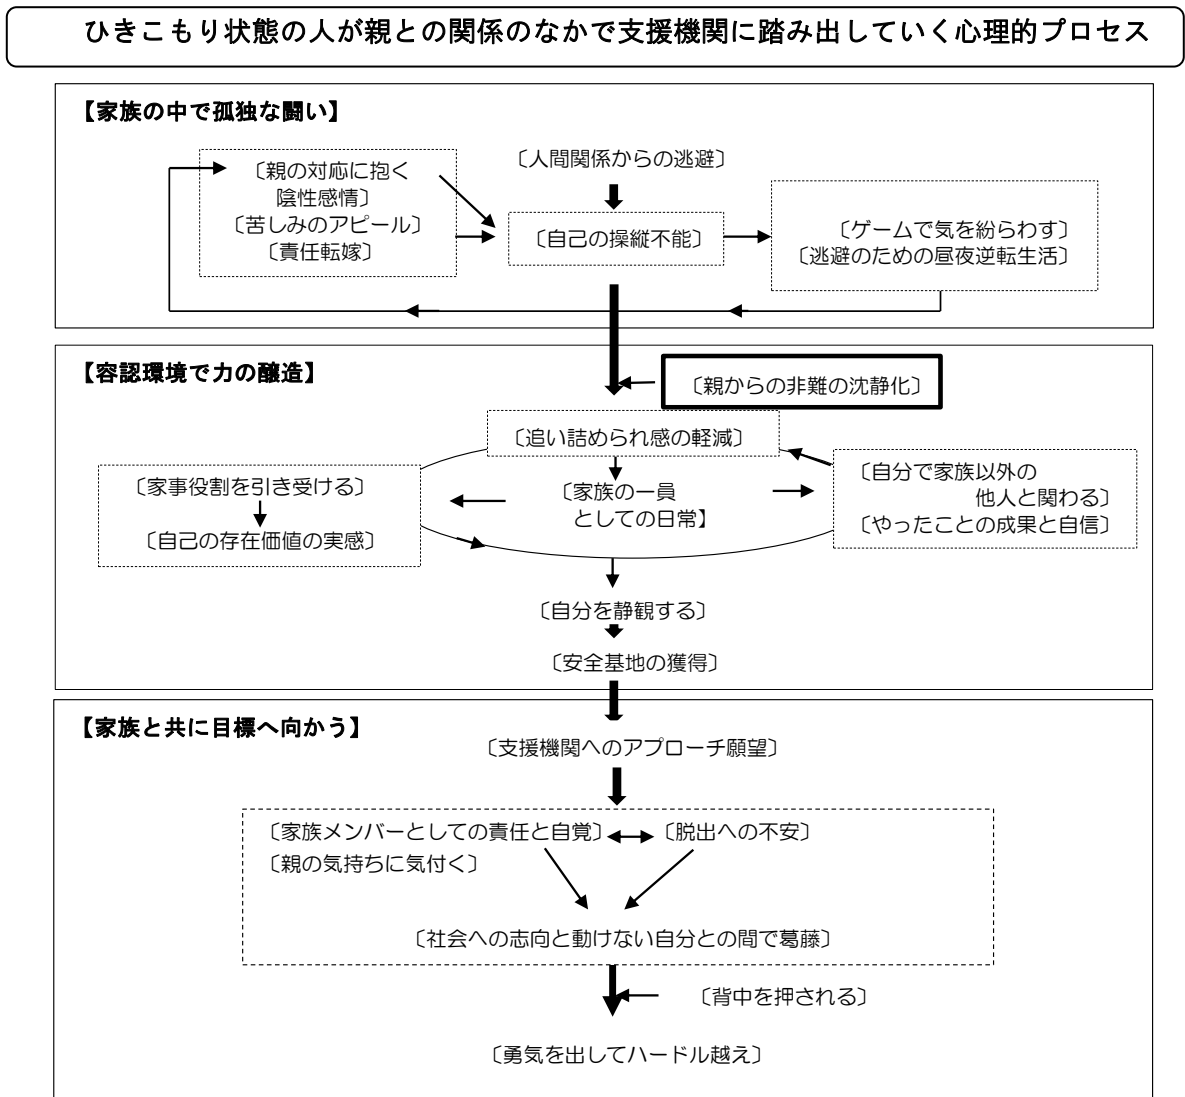 ひきこもり状態の人が親との関係のなかで支援機関に踏み出していく心理的プロセス
【家族の中で孤独な闘い】
〔人間関係からの逃避〕
〔親の対応に抱く
陰性感情〕
〔苦しみのアピール〕
〔責任転嫁〕
〔自己の操縦不能〕
〔ゲームで気を紛らわす〕
〔逃避のための昼夜逆転生活〕
【容認環境で力の醸造】
〔親からの非難の沈静化〕
〔追い詰められ感の軽減〕
〔家事役割を引き受ける〕
〔自己の存在価値の実感〕
〔家族の一員
としての日常】
〔自分で家族以外の
他人と関わる〕
〔やったことの成果と自信〕
〔自分を静観する〕
〔安全基地の獲得〕
【家族と共に目標へ向かう】
〔支援機関へのアプローチ願望〕
〔家族メンバーとしての責任と自覚〕
〔脱出への不安〕
〔親の気持ちに気付く〕
〔社会への志向と動けない自分との間で葛藤〕
〔背中を押される〕
〔勇気を出してハードル越え〕